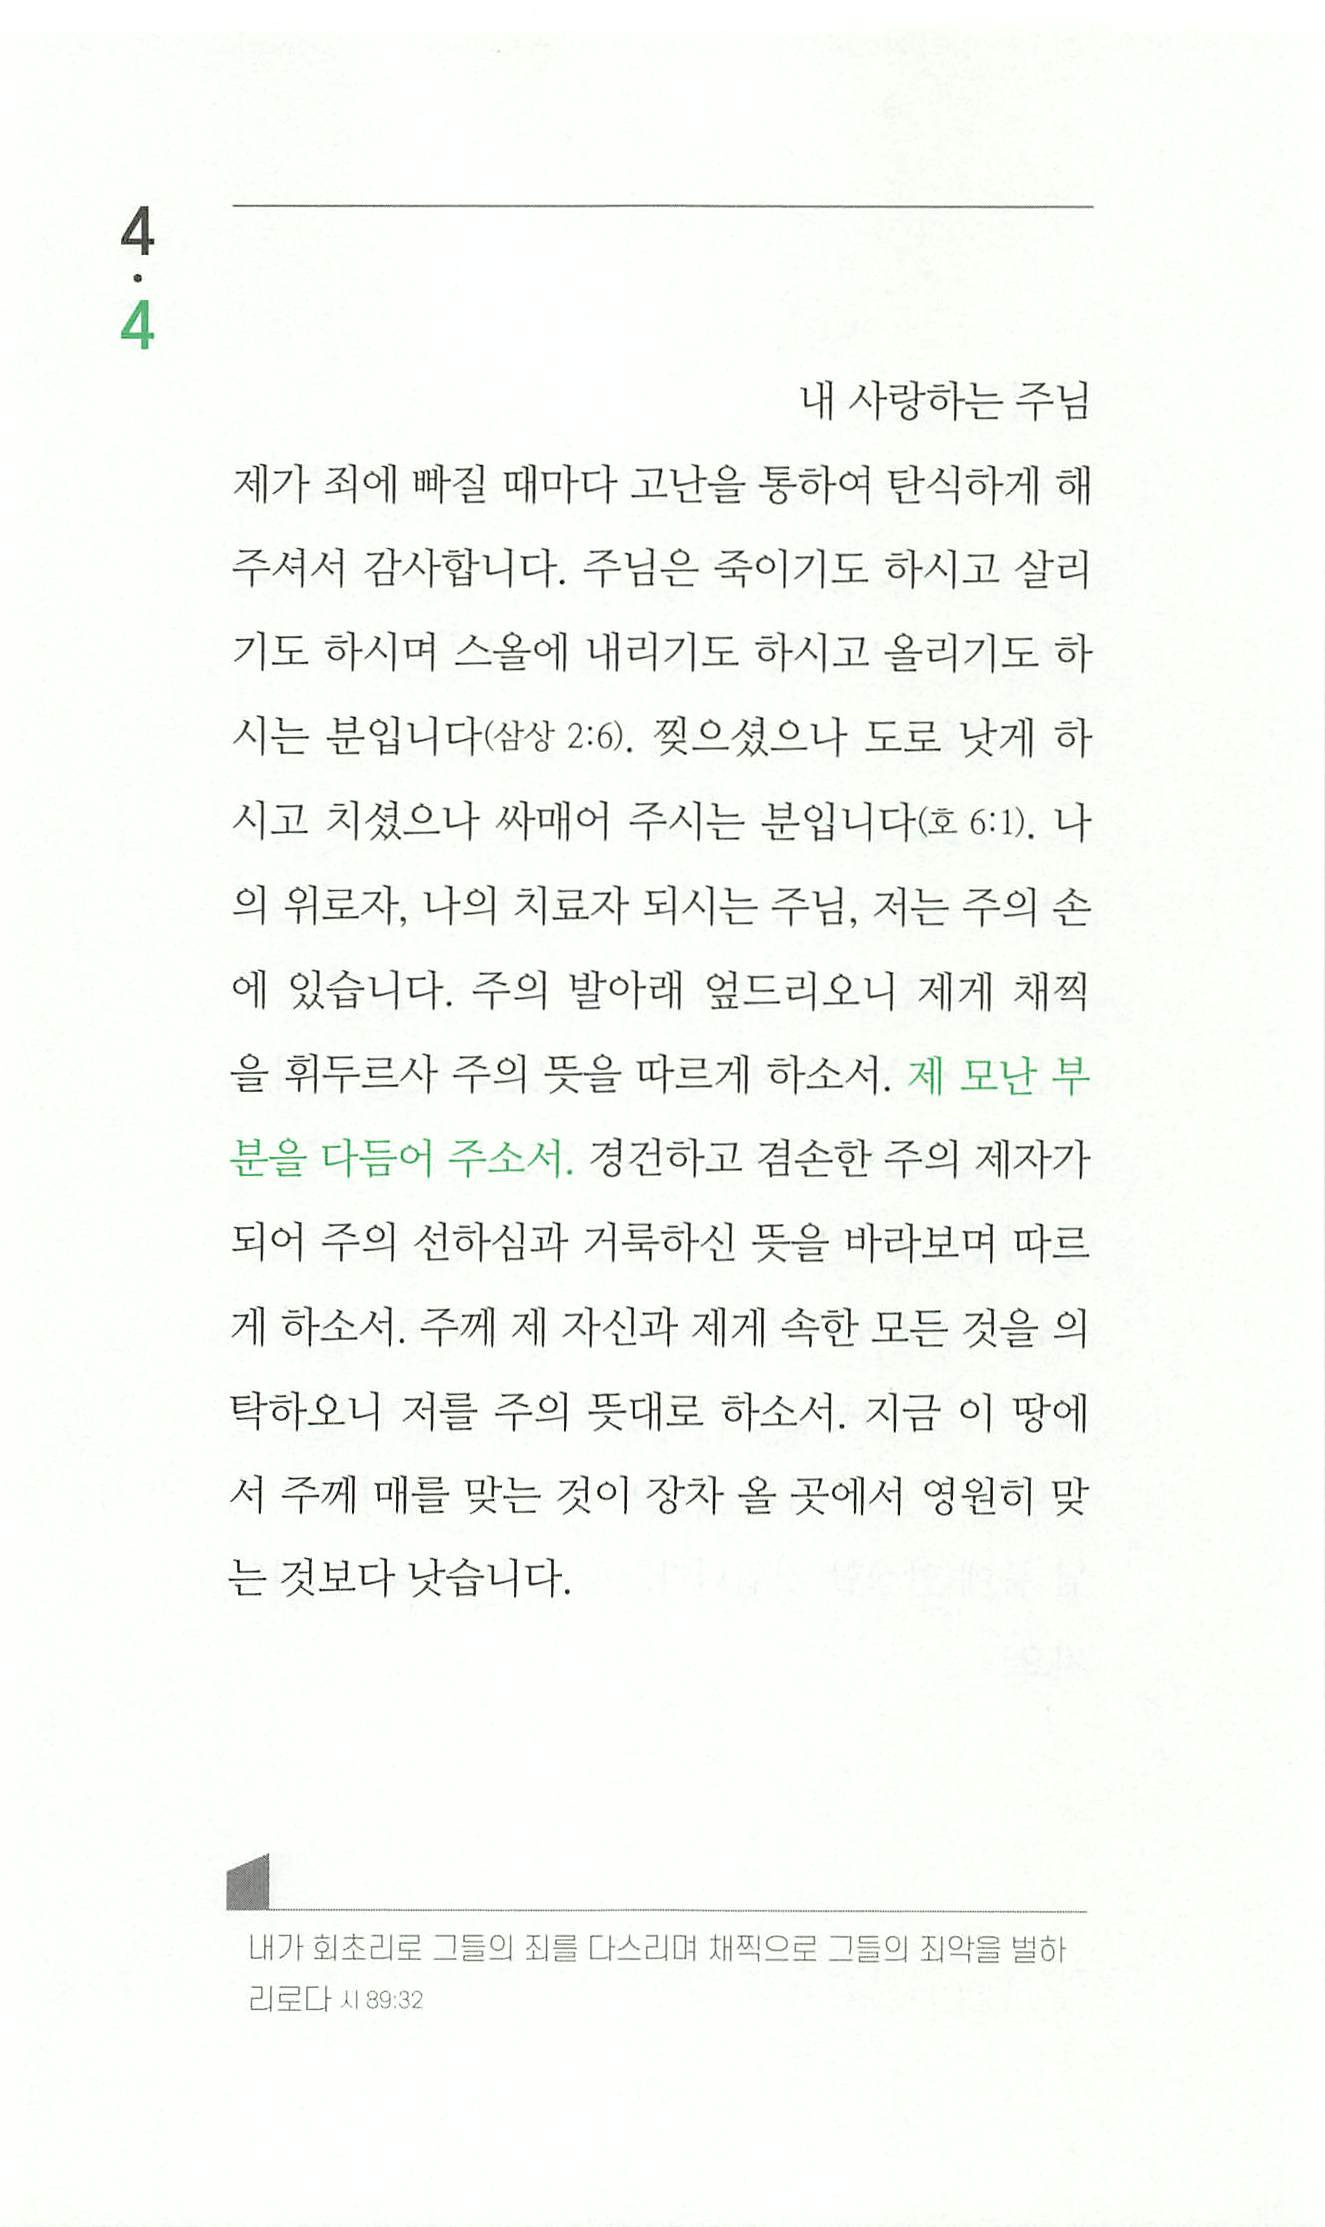 4
·
4
내 사랑하는 주님
제가 죄에 빠질 때마다 고난을 통하여 탄식하게 해
주셔서 감사합니다. 주님은 죽이기도 하시고 살리
기도 하시며 스올에 내리기도 하시고 올리기도 하
시는 분입니다(삼상 2:6). 찢으셨으나 도로 낫게 하
시고 치셨으나 싸매어 주시는 분입니다(호 6:1). 나
의 위로자, 나의 치료자 되시는 주님, 저는 주의 손
에 있습니다. 주의 발아래 엎드리오니 제게 채찍
을 휘두르사 주의 뜻을 따르게 하소서. 제 모난 부
분을 다듬어 주소서. 경건하고 겸손한 주의 제자가
되어 주의 선하심과 거룩하신 뜻을 바라보며 따르
게 하소서. 주께 제 자신과 제게 속한 모든 것을 의
탁하오니 저를 주의 뜻대로 하소서. 지금 이 땅에
서 주께 매를 맞는 것이 장차 올 곳에서 영원히 맞
는 것보다 낫습니다.
내가 회초리로 그들의 죄를 다스리며 채찍으로 그들의 죄악을 벌하
리로다 시 89:32